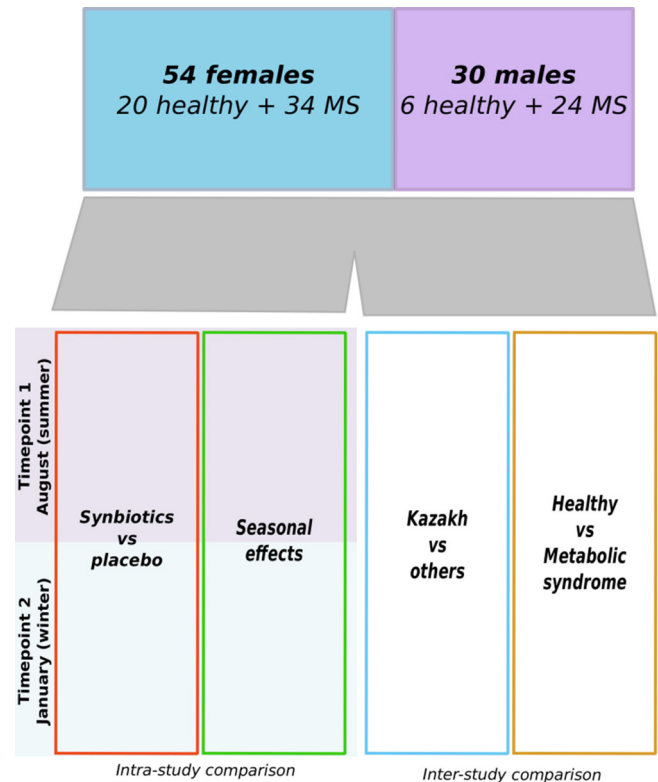 54 females
20 healthy + 34 MS
30 males
6 healthy + 24 MS
Timepoint 1
August (summer)
Timepoint 2
January (winter)
Synbiotics
vs
placebo
Seasonal
effects
Kazakh
vs
others
Healthy
vs
Metabolic
syndrome
Intra-study comparison
Inter-study comparison